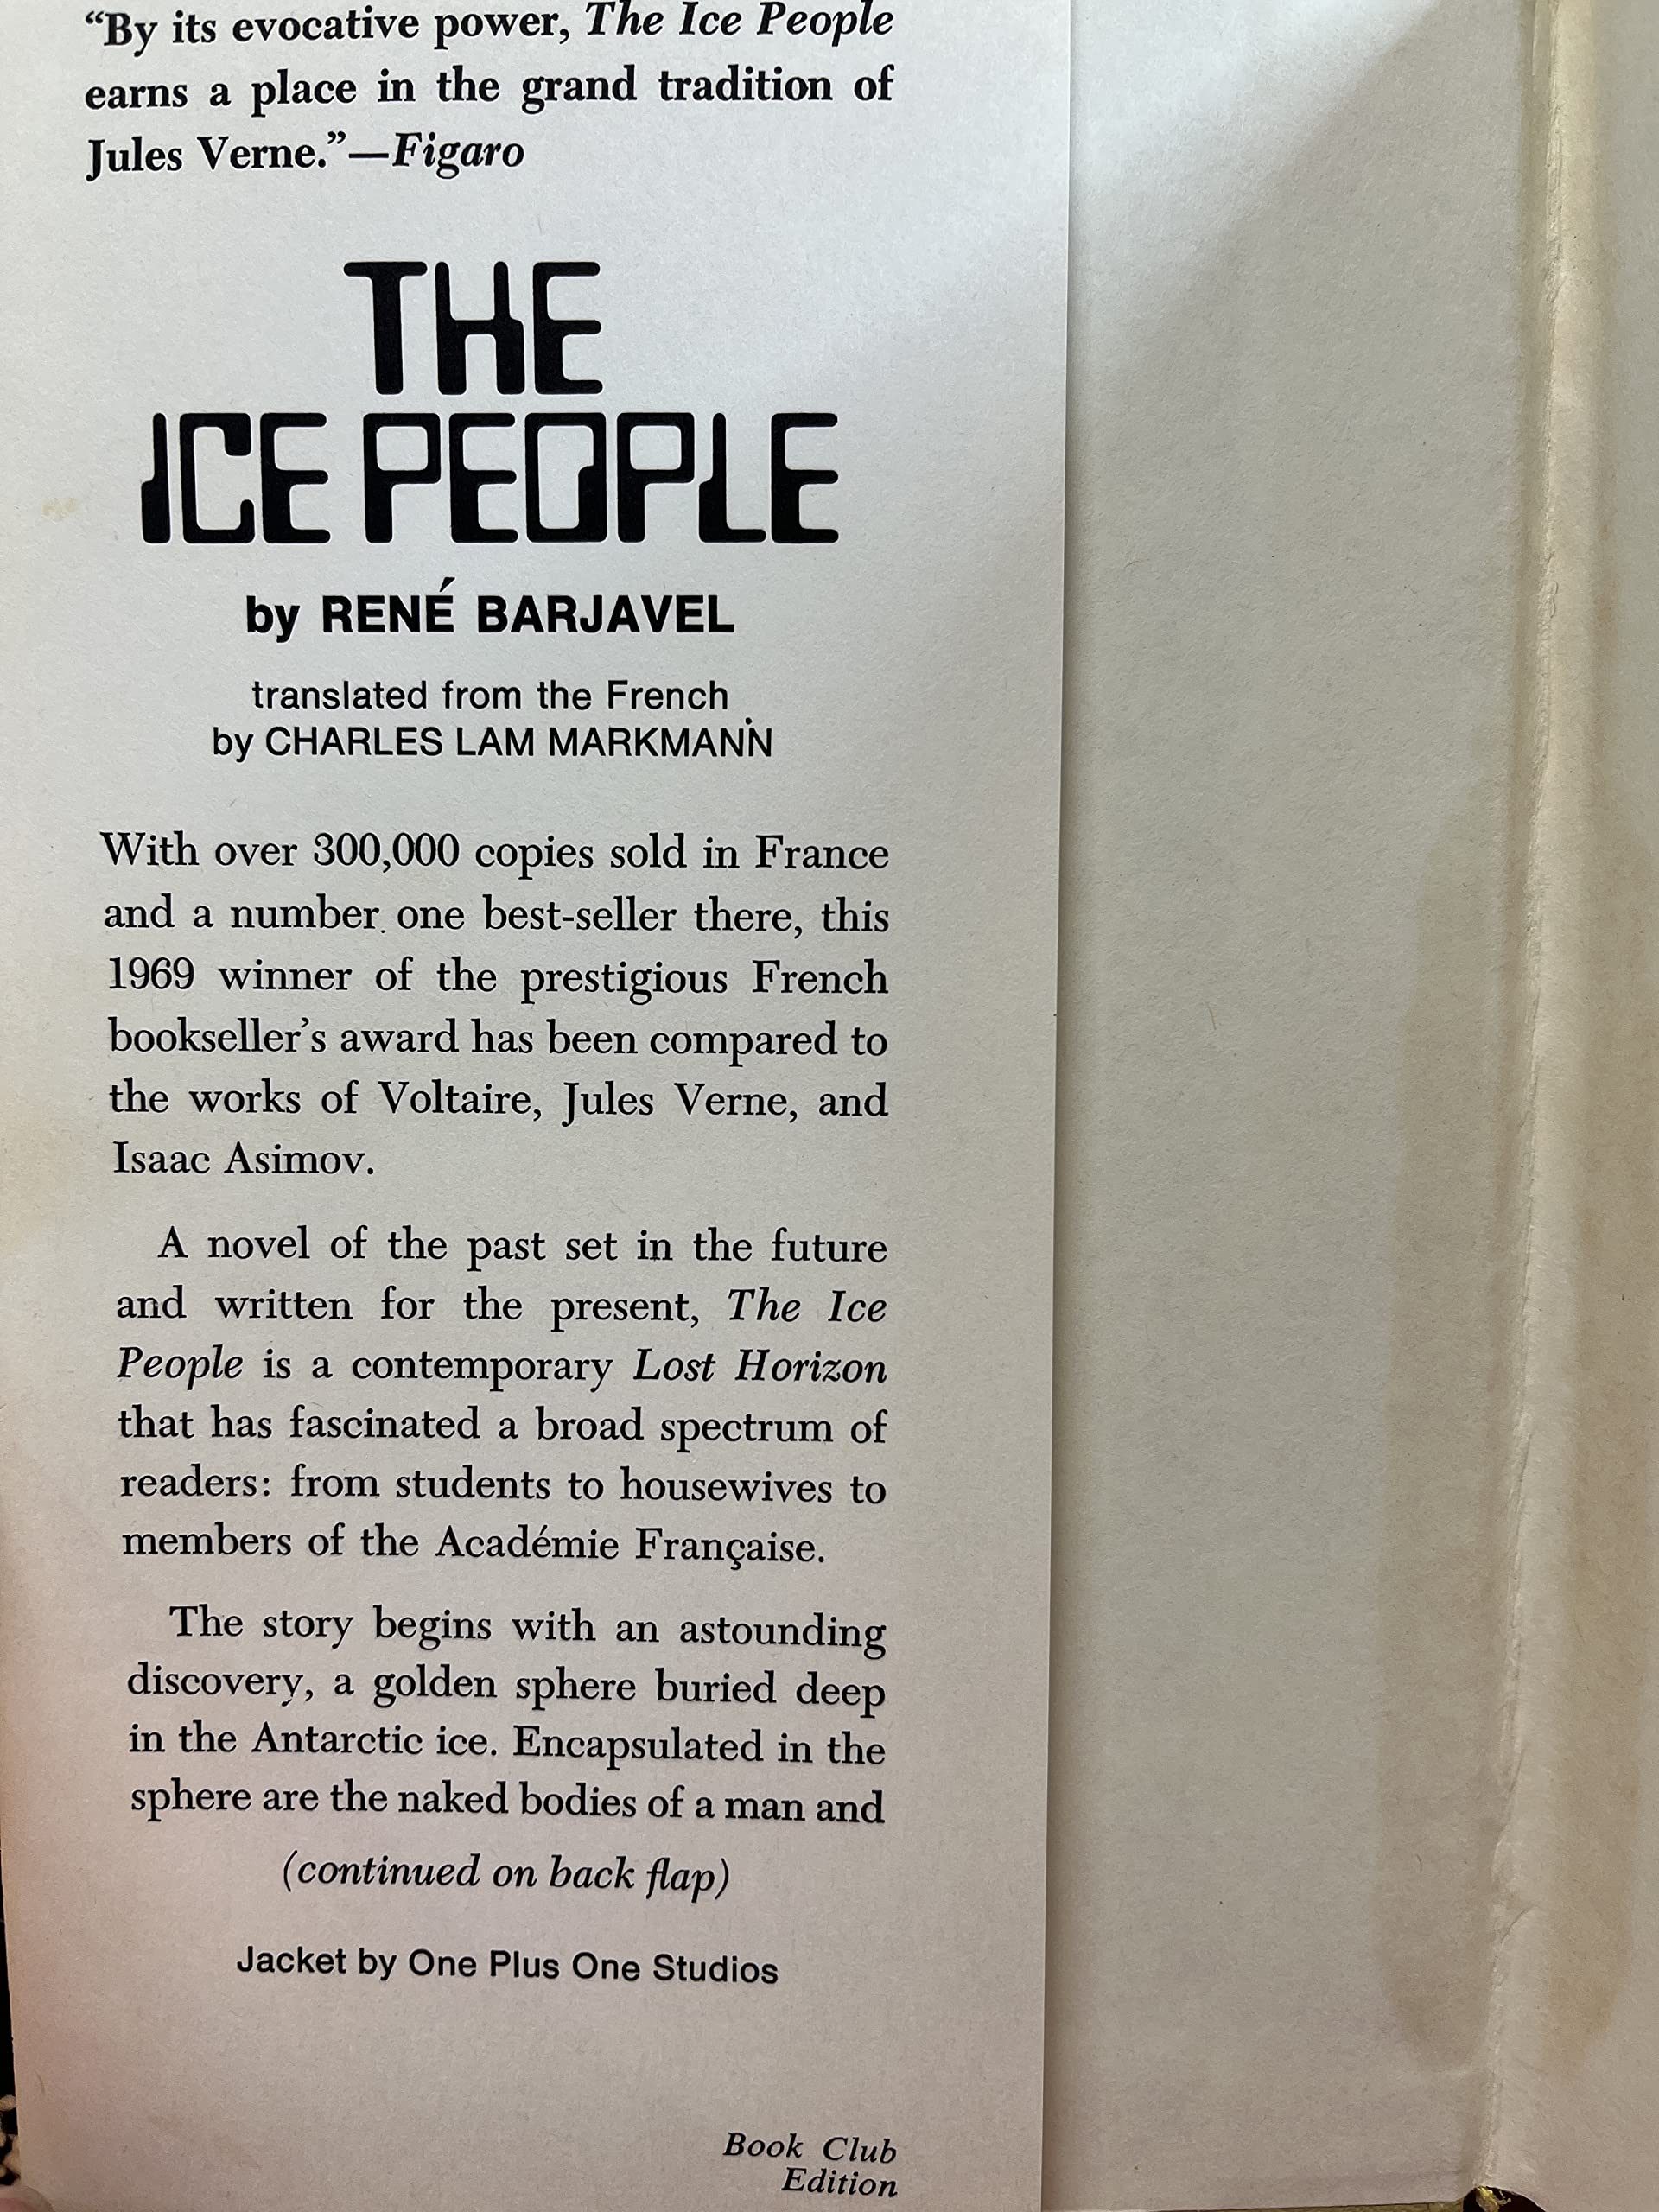 “By its evocative power, The Ice People
earns a place in the grand tradition of
Jules Verne.”—Figaro
THE
ICE PEOPLE
by RENÉ BARJAVEL
translated from the French
by CHARLES LAM MARKMANN
With over 300,000 copies sold in France
and a number one best-seller there, this
1969 winner of the prestigious French
bookseller’s award has been compared to
the works of Voltaire, Jules Verne, and
Isaac Asimov.
A novel of the past set in the future
and written for the present, The Ice
People is a contemporary Lost Horizon
that has fascinated a broad spectrum of
readers: from students to housewives to
members of the Académie Française.
The story begins with an astounding
discovery, a golden sphere buried deep
in the Antarctic ice. Encapsulated in the
sphere are the naked bodies of a man and
(continued on back flap)
Jacket by One Plus One Studios
Book Club
Edition